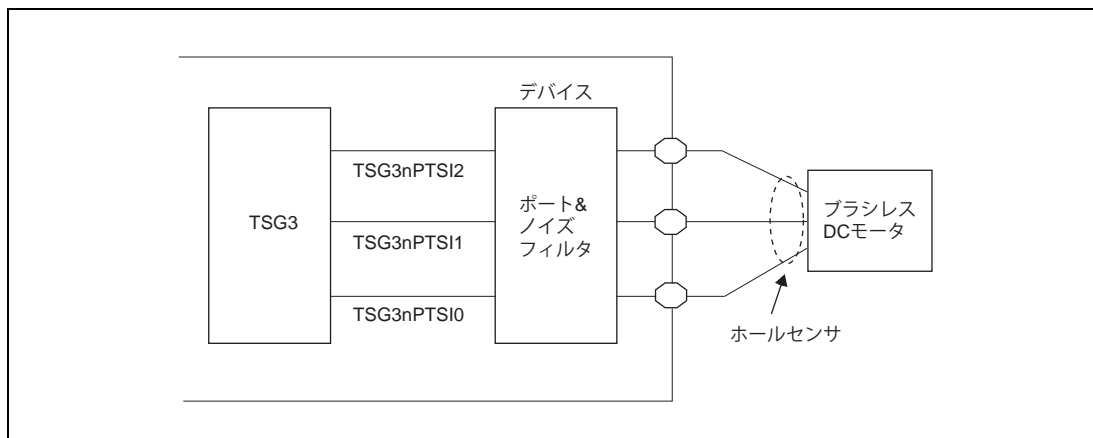 デバイス
TSG3
TSG3nPTSI2
TSG3nPTSI1
TSG3nPTSI0
ポート&
ノイズ
フィルタ
ブラシレス
DCモータ
ホールセンサ